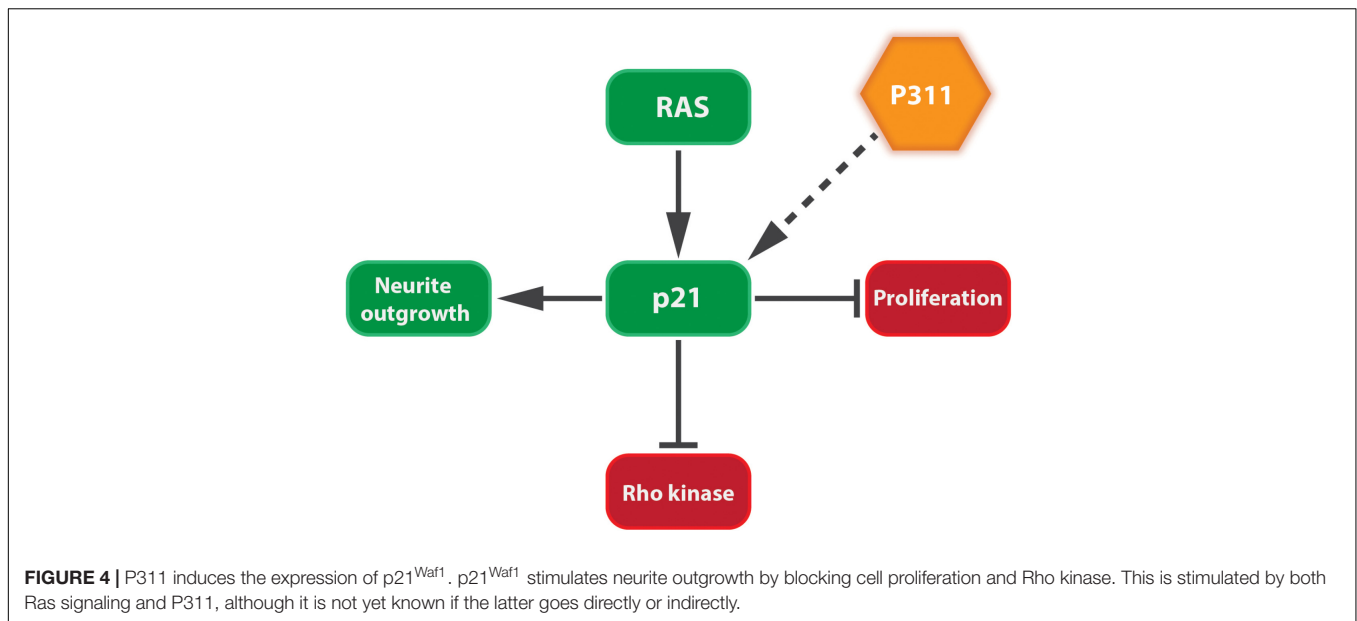 RAS
P311
Neurite
outgrowth
p21
Proliferation
Rho kinase
FIGURE 4 | P311 induces the expression of p21Waf1. p21Waf1 stimulates neurite outgrowth by blocking cell proliferation and Rho kinase. This is stimulated by both
Ras signaling and P311, although it is not yet known if the latter goes directly or indirectly.